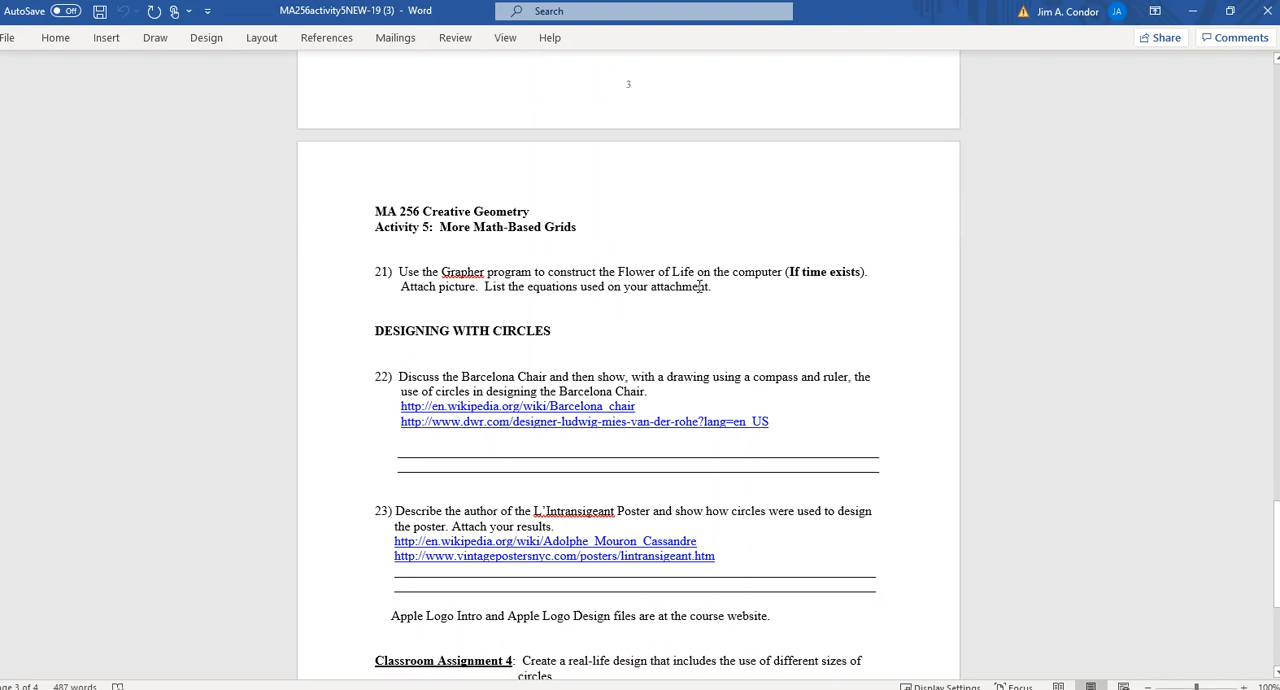 AutoSave Off MA256activity5NEW-19 (3) - Word Search Jim A. Condor JA
File Home Insert Draw Design Layout References Mailings Review View Help Share Comments
3
MA 256 Creative Geometry
Activity 5: More Math-Based Grids
21) Use the Grapher program to construct the Flower of Life on the computer (If time exists).
Attach picture. List the equations used on your attachment.
DESIGNING WITH CIRCLES
22) Discuss the Barcelona Chair and then show, with a drawing using a compass and ruler, the
use of circles in designing the Barcelona Chair.
http://en.wikipedia.org/wiki/Barcelona_chair
http://www.dwr.com/designer-ludwig-mies-van-der-rohe?lang=en_US
23) Describe the author of the L'Intransigeant Poster and show how circles were used to design
the poster. Attach your results.
http://en.wikipedia.org/wiki/Adolphe_Mouron_Cassandre
http://www.vintagepostersnyc.com/posters/lintransigeant.htm
Apple Logo Intro and Apple Logo Design files are at the course website.
Classroom Assignment 4: Create a real-life design that includes the use of different sizes of
circles
age 3 of 4 487 words Display Settings Focus 100%